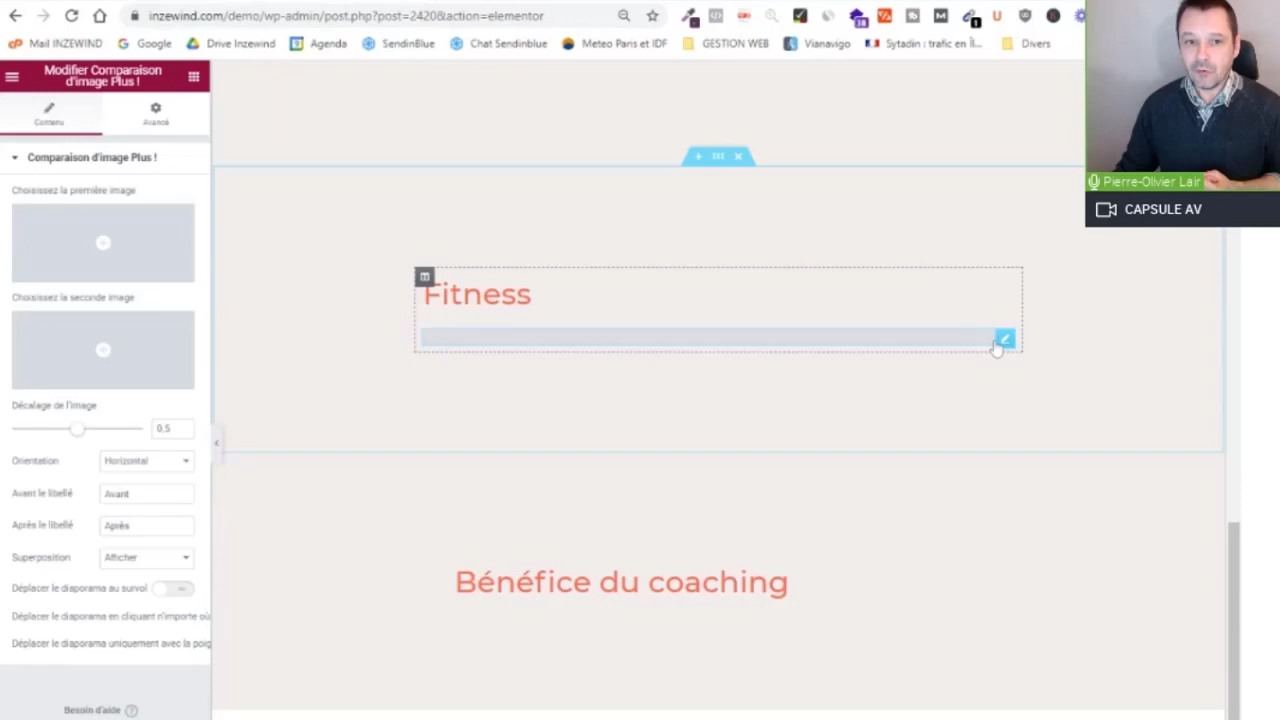 inzewind.com/demo/wp-admin/post.php?post=2420&action=elementor
Mail INZEWIND
Google
Drive Inzewind
Agenda
SendinBlue
Chat Sendinblue
Meteo Paris et IDF
GESTION WEB
Vianavigo
Sytadin : trafic en Î...
Divers
Pierre-Olivier Lair
CAPSULE AV
Modifier Comparaison
d'image Plus !
Contenu
Avancé
Comparaison d'image Plus !
Choisissez la première image
Choisissez la seconde image
Décalage de l'image
0,5
Orientation
Horizontal
Avant le libellé
Avant
Après le libellé
Après
Superposition
Afficher
Déplacer le diaporama au survol
Déplacer le diaporama en cliquant n'importe où
Déplacer le diaporama uniquement avec la poig
Besoin d'aide
Fitness
Bénéfice du coaching